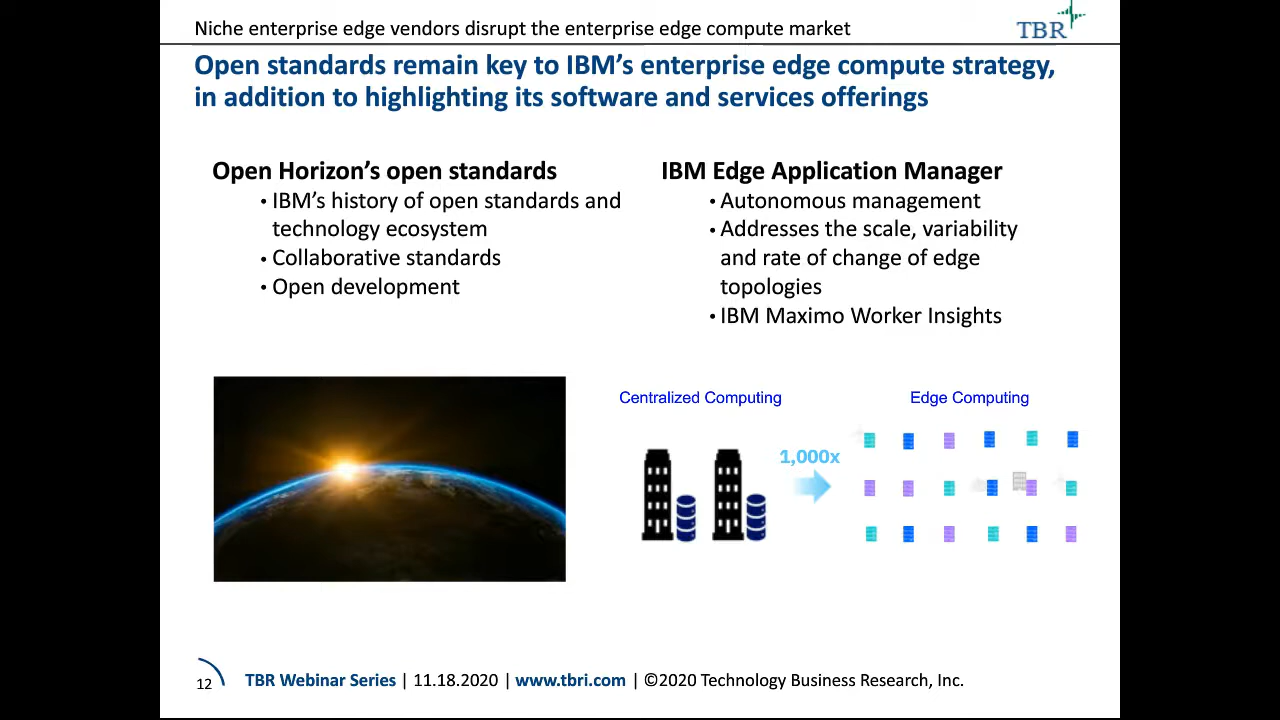 Niche enterprise edge vendors disrupt the enterprise edge compute market
TBR
Open standards remain key to IBM's enterprise edge compute strategy,
in addition to highlighting its software and services offerings
Open Horizon's open standards
• IBM's history of open standards and
technology ecosystem
• Collaborative standards
• Open development
IBM Edge Application Manager
• Autonomous management
• Addresses the scale, variability
and rate of change of edge
topologies
• IBM Maximo Worker Insights
Centralized Computing
1,000x
Edge Computing
12
TBR Webinar Series | 11.18.2020 | www.tbri.com | ©2020 Technology Business Research, Inc.